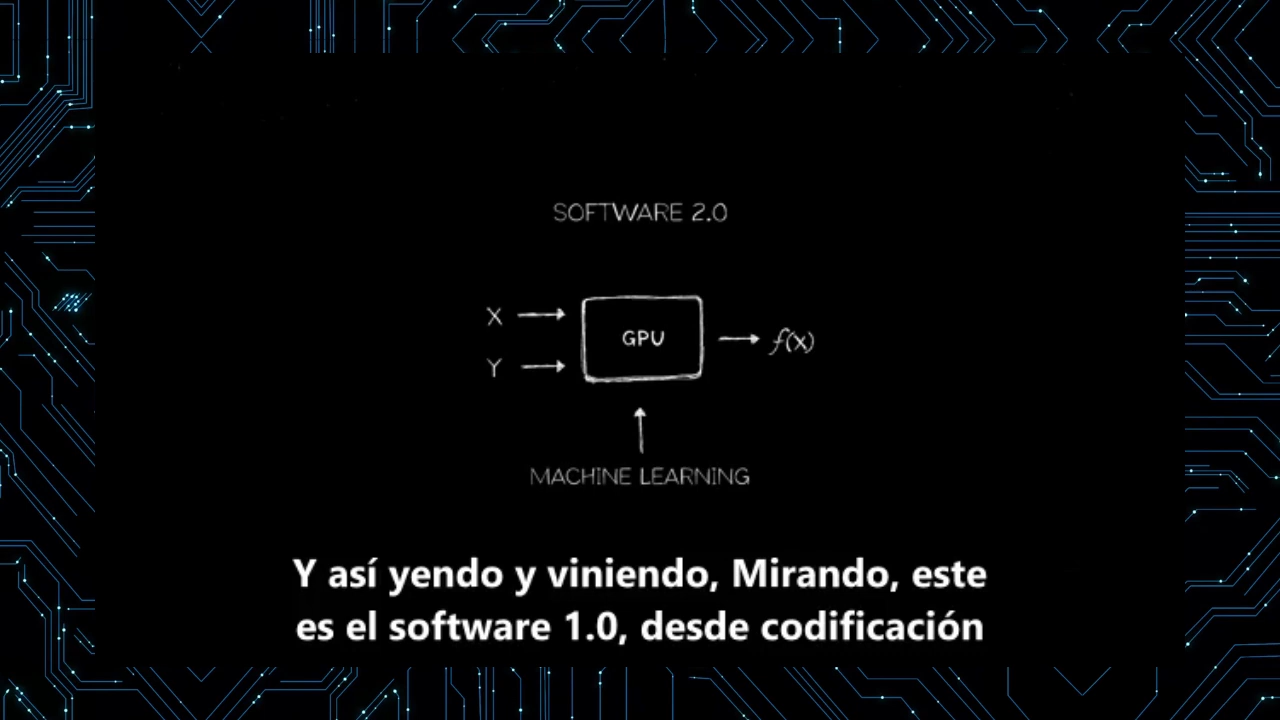 SOFTWARE 2.0
X
GPU
f(x)
Y
MACHINE LEARNING
Y así yendo y viniendo, Mirando, este
es el software 1.0, desde codificación